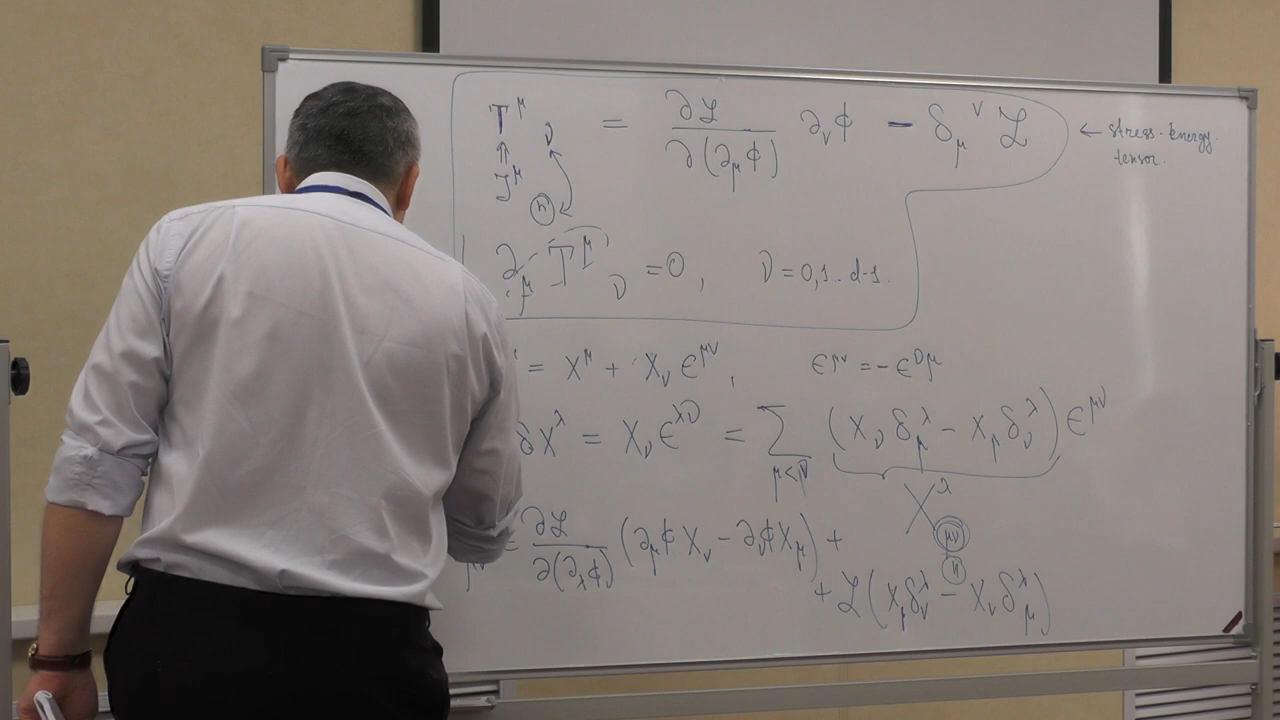 T^μ_ν = ∂ℒ/∂(∂_μ ϕ) ∂_ν ϕ − δ_μ^ν ℒ ← stress-energy tensor.
⇑
J^μ
(n)
∂_μ T^μ_ν = 0, ν = 0,1..d-1.
= x^μ + x_ν ϵ^{μν}, ϵ^{μν} = −ϵ^{νμ}
δx^λ = x_ν ϵ^{λν} = ∑_{μ<ν} (x_ν δ_μ^λ − x_μ δ_ν^λ) ϵ^{μν}
X^λ_{(μν)}
(n)
μν = ∂ℒ/∂(∂_λ ϕ) (∂_μ ϕ x_ν − ∂_ν ϕ x_μ) +
+ ℒ(x_μ δ_ν^λ − x_ν δ_μ^λ)